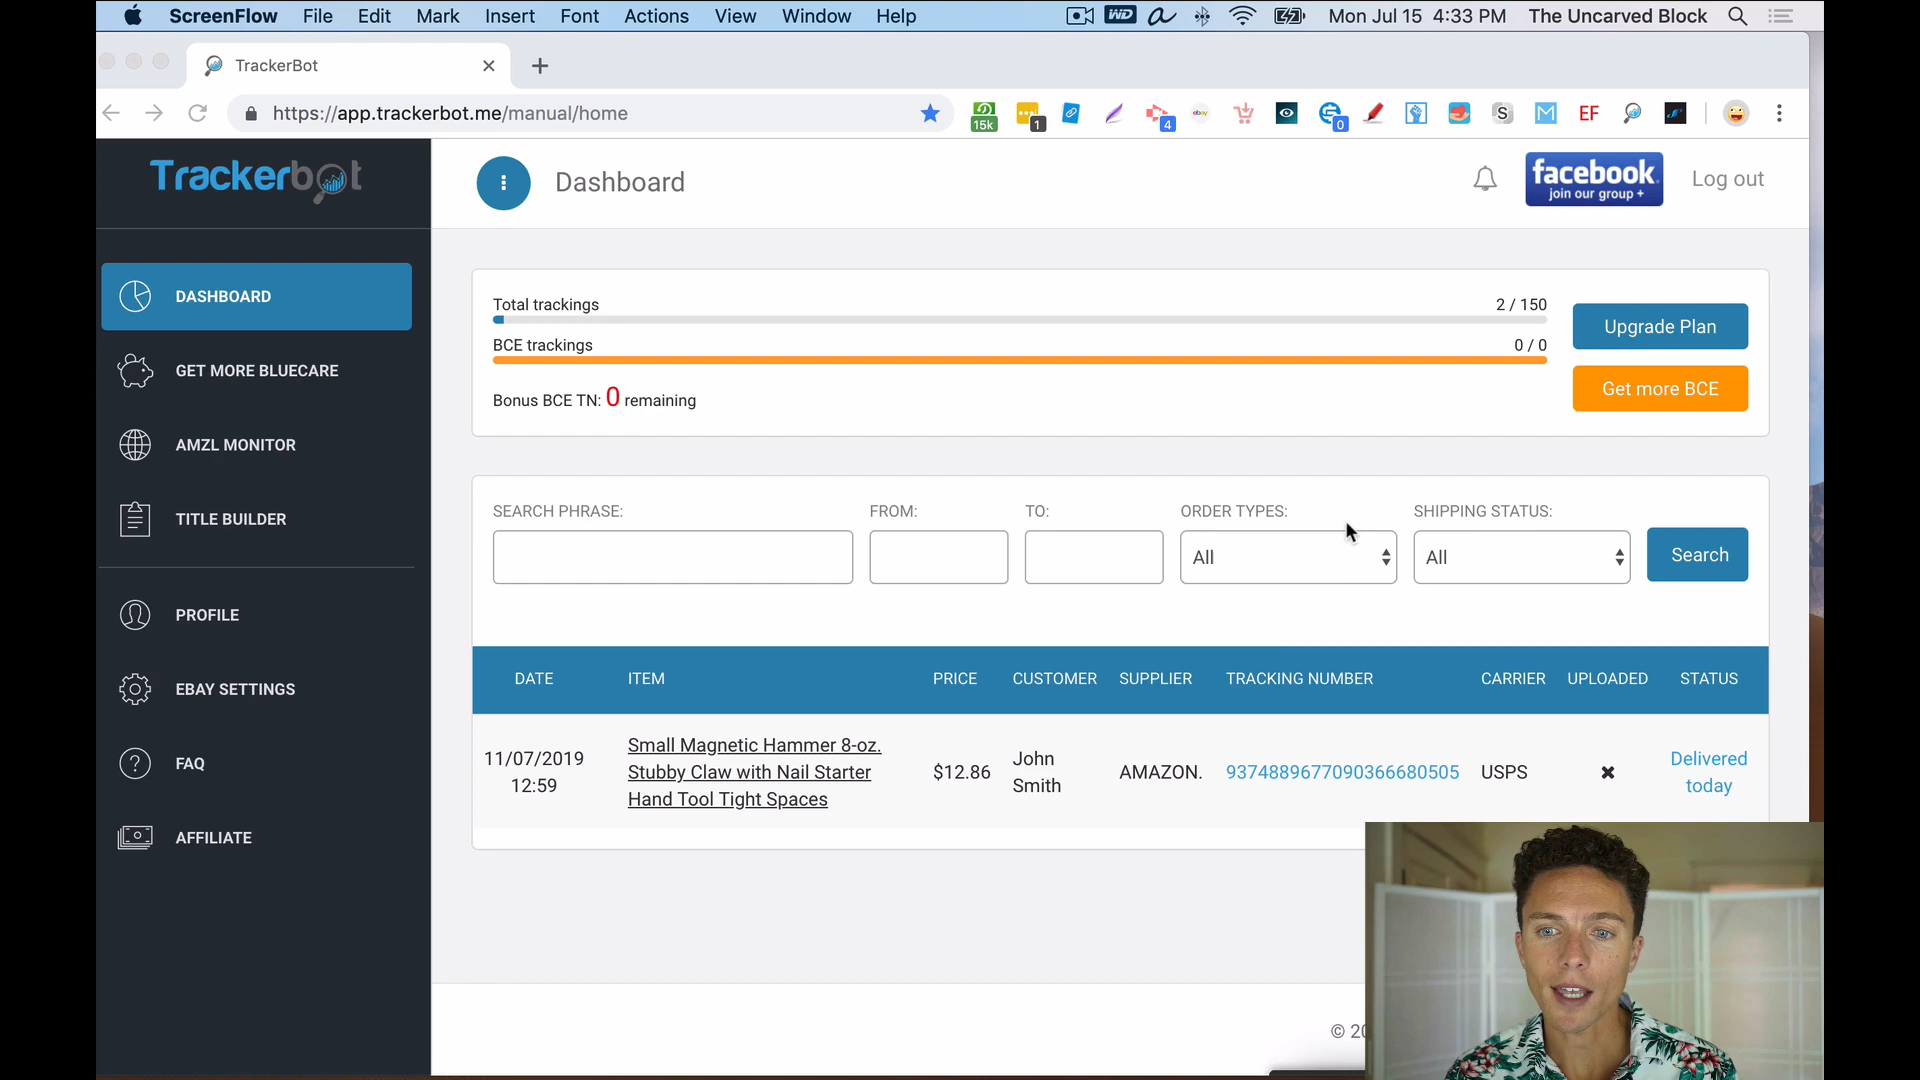 ScreenFlow File Edit Mark Insert Font Actions View Window Help WD Mon Jul 15 4:33 PM The Uncarved Block
TrackerBot
https://app.trackerbot.me/manual/home 15k 1 4 ebay 0 S M EF
Trackerbot
Dashboard
facebook
join our group +
Log out
DASHBOARD
GET MORE BLUECARE
AMZL MONITOR
TITLE BUILDER
PROFILE
EBAY SETTINGS
FAQ
AFFILIATE
Total trackings 2 / 150
BCE trackings 0 / 0
Bonus BCE TN: 0 remaining
Upgrade Plan
Get more BCE
SEARCH PHRASE: FROM: TO: ORDER TYPES: SHIPPING STATUS:
All All Search
DATE ITEM PRICE CUSTOMER SUPPLIER TRACKING NUMBER CARRIER UPLOADED STATUS
11/07/2019
12:59
Small Magnetic Hammer 8-oz.
Stubby Claw with Nail Starter
Hand Tool Tight Spaces
$12.86
John
Smith
AMAZON.
9374889677090366680505
USPS
Delivered
today
©